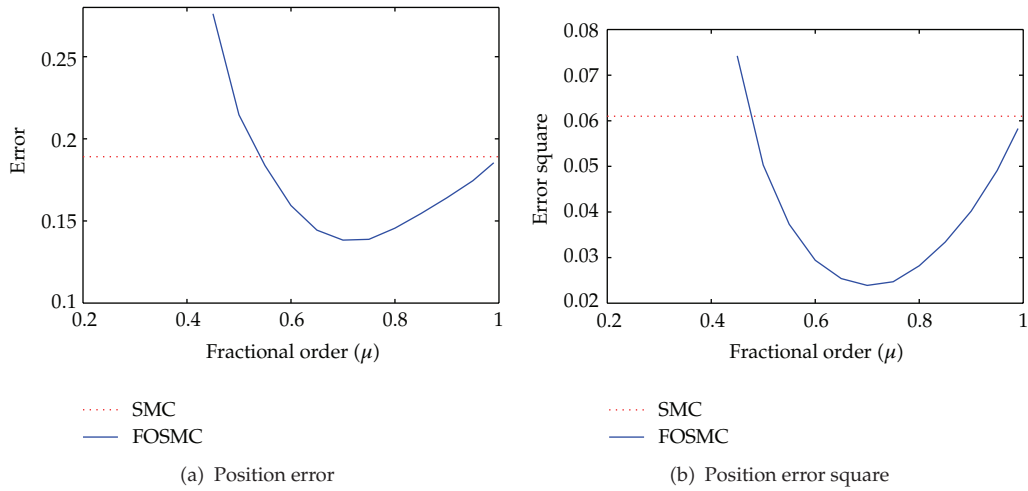 0.25
0.2
0.15
0.1
Error
0.2
0.4
0.6
0.8
1
Fractional order (μ)
SMC
FOSMC
(a) Position error
0.08
0.07
0.06
0.05
0.04
0.03
0.02
Error square
0.2
0.4
0.6
0.8
1
Fractional order (μ)
SMC
FOSMC
(b) Position error square